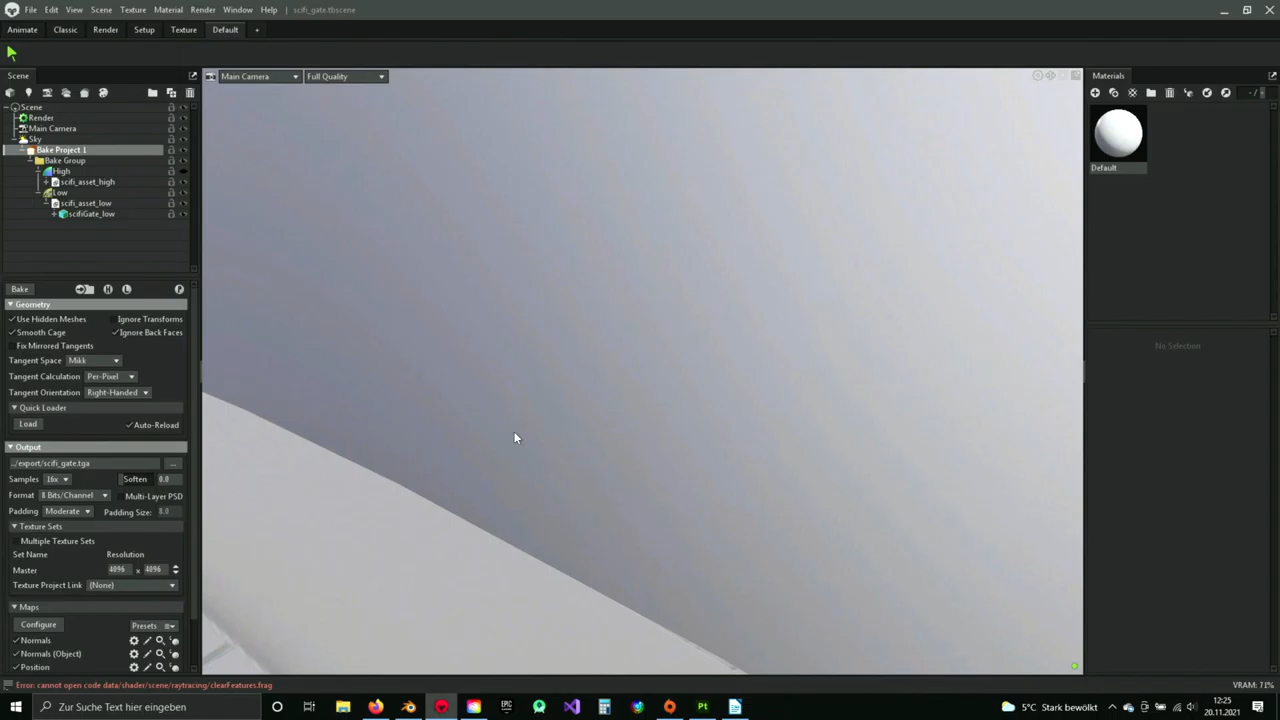 File Edit View Scene Texture Material Render Window Help scifi_gate.tbscene
Animate Classic Render Setup Texture Default +
Scene
Main Camera Full Quality
Materials
Scene
Render
Main Camera
Sky
Bake Project 1
Bake Group
High
scifi_asset_high
Low
scifi_asset_low
scifiGate_low
Default
Bake H L P
Geometry
Use Hidden Meshes Ignore Transforms
Smooth Cage Ignore Back Faces
Fix Mirrored Tangents
No Selection
Tangent Space Mikk
Tangent Calculation Per-Pixel
Tangent Orientation Right-Handed
Quick Loader
Load Auto-Reload
Output
../export/scifi_gate.tga ...
Samples 16x Soften 0.0
Format 8 Bits/Channel Multi-Layer PSD
Padding Moderate Padding Size: 8.0
Texture Sets
Multiple Texture Sets
Set Name Resolution
Master 4096 x 4096
Texture Project Link (None)
Maps
Configure Presets
Normals
Normals (Object)
Position
Error: cannot open code data/shader/scene/raytracing/clearFeatures.frag VRAM: 71%
Zur Suche Text hier eingeben EPIC Pt 5°C Stark bewölkt 12:25
20.11.2021